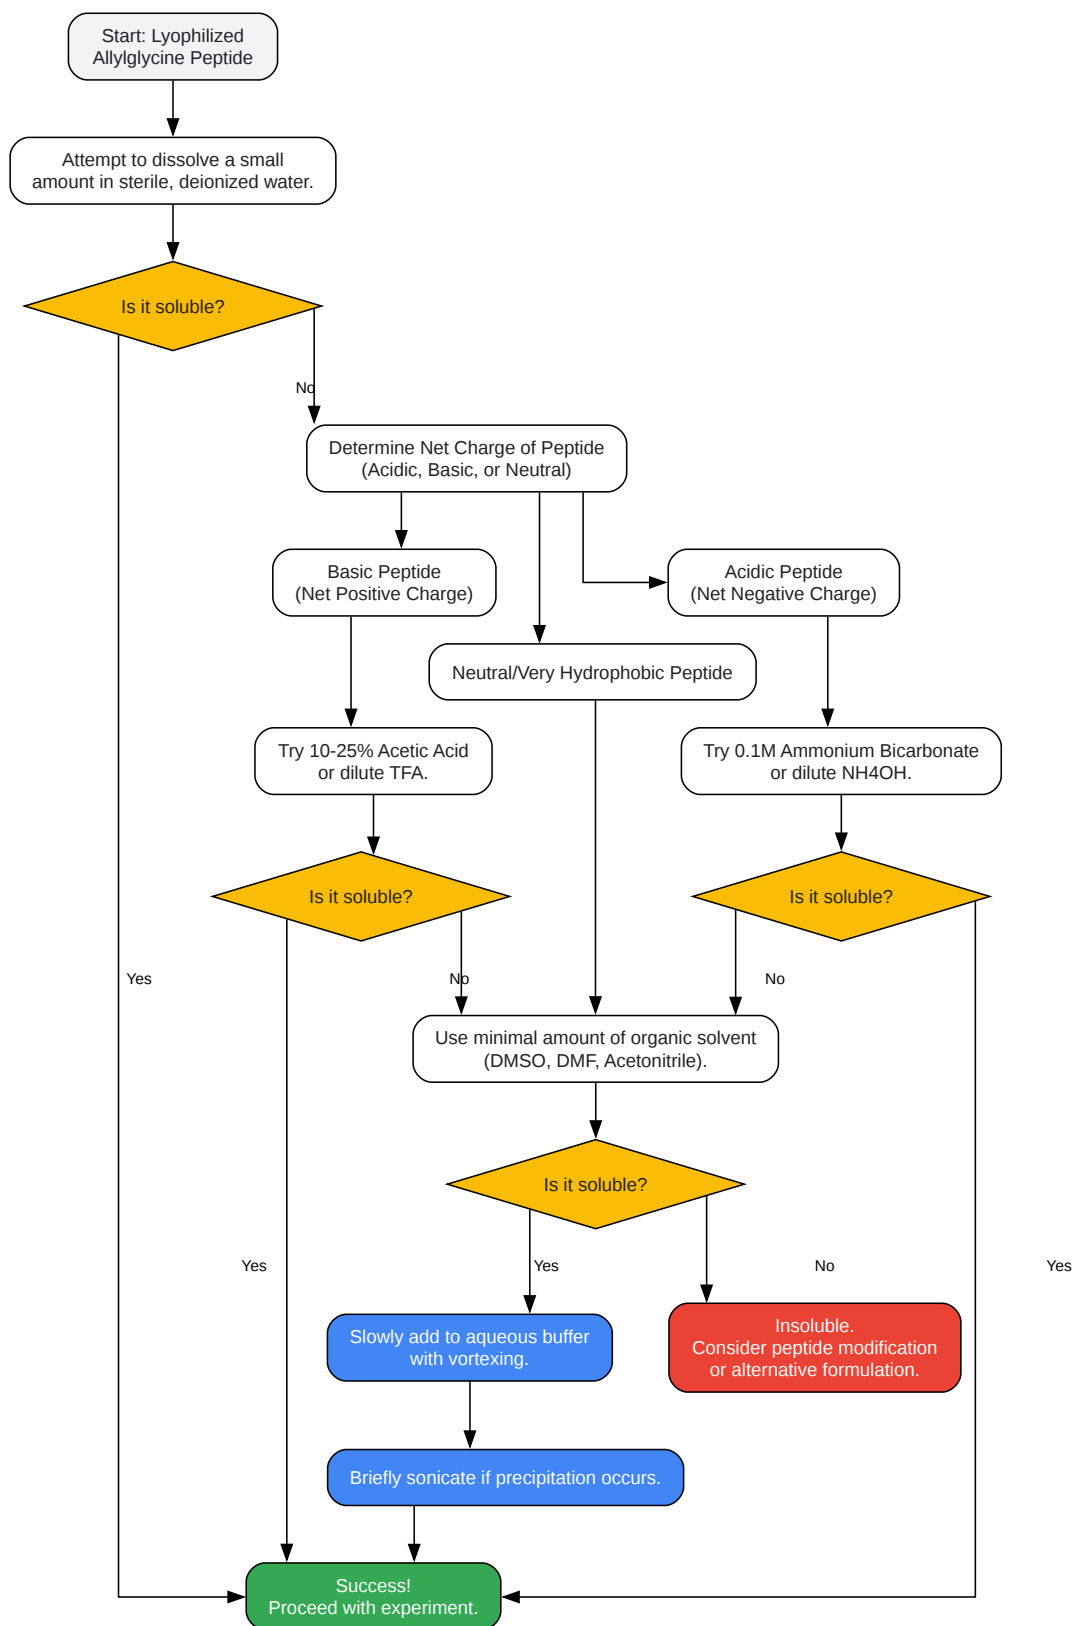 Start: Lyophilized
Allylglycine Peptide
Attempt to dissolve a small
amount in sterile, deionized water.
Is it soluble?
No
Determine Net Charge of Peptide
(Acidic, Basic, or Neutral)
Basic Peptide
(Net Positive Charge)
Acidic Peptide
(Net Negative Charge)
Neutral/Very Hydrophobic Peptide
Try 10-25% Acetic Acid
or dilute TFA.
Try 0.1M Ammonium Bicarbonate
or dilute NH4OH.
Is it soluble?
Is it soluble?
Yes
No
No
Use minimal amount of organic solvent
(DMSO, DMF, Acetonitrile).
Is it soluble?
Yes
Yes
No
Yes
Slowly add to aqueous buffer
with vortexing.
Insoluble.
Consider peptide modification
or alternative formulation.
Briefly sonicate if precipitation occurs.
Success!
Proceed with experiment.